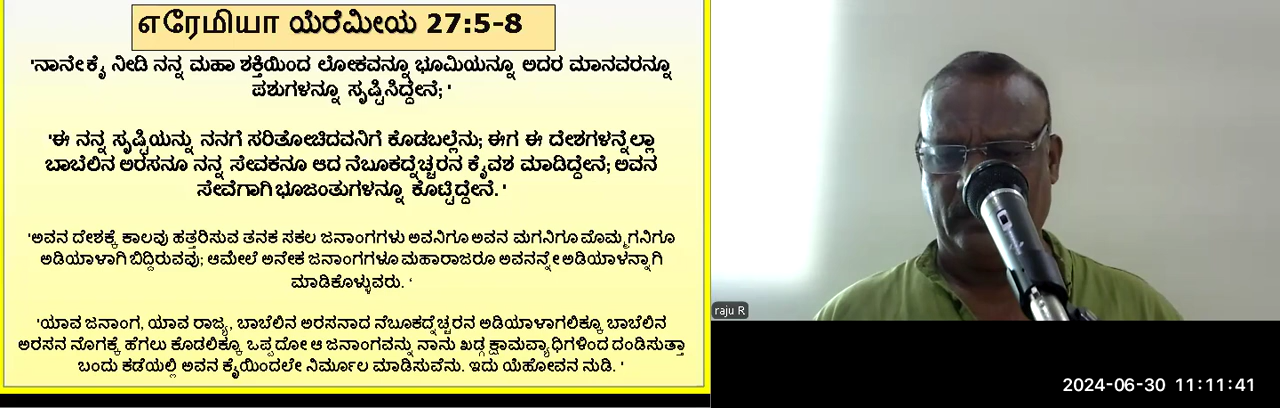 எரேமியா ಯೆರೆಮೀಯ 27:5-8
'ನಾನೇ ಕೈ ನೀಡಿ ನನ್ನ ಮಹಾ ಶಕ್ತಿಯಿಂದ ಲೋಕವನ್ನೂ ಭೂಮಿಯನ್ನೂ ಅದರ ಮಾನವರನ್ನೂ
ಪಶುಗಳನ್ನೂ ಸೃಷ್ಟಿಸಿದ್ದೇನೆ; '
'ಈ ನನ್ನ ಸೃಷ್ಟಿಯನ್ನು ನನಗೆ ಸರಿತೋಚಿದವನಿಗೆ ಕೊಡಬಲ್ಲೆನು; ಈಗ ಈ ದೇಶಗಳನ್ನೆಲ್ಲಾ
ಬಾಬೆಲಿನ ಅರಸನೂ ನನ್ನ ಸೇವಕನೂ ಆದ ನೆಬೂಕದ್ನೆಚ್ಚರನ ಕೈವಶ ಮಾಡಿದ್ದೇನೆ; ಅವನ
ಸೇವೆಗಾಗಿ ಭೂಜಂತುಗಳನ್ನೂ ಕೊಟ್ಟಿದ್ದೇನೆ. '
'ಅವನ ದೇಶಕ್ಕೆ ಕಾಲವು ಹತ್ತರಿಸುವ ತನಕ ಸಕಲ ಜನಾಂಗಗಳು ಅವನಿಗೂ ಅವನ ಮಗನಿಗೂ ಮೊಮ್ಮಗನಿಗೂ
ಅಡಿಯಾಳಾಗಿ ಬಿದ್ದಿರುವವು; ಆಮೇಲೆ ಅನೇಕ ಜನಾಂಗಗಳೂ ಮಹಾರಾಜರೂ ಅವನನ್ನೇ ಅಡಿಯಾಳನ್ನಾಗಿ
ಮಾಡಿಕೊಳ್ಳುವರು. ‘
'ಯಾವ ಜನಾಂಗ, ಯಾವ ರಾಜ್ಯ, ಬಾಬೆಲಿನ ಅರಸನಾದ ನೆಬೂಕದ್ನೆಚ್ಚರನ ಅಡಿಯಾಳಾಗಲಿಕ್ಕೂ ಬಾಬೆಲಿನ
ಅರಸನ ನೊಗಕ್ಕೆ ಹೆಗಲು ಕೊಡಲಿಕ್ಕೂ ಒಪ್ಪದೋ ಆ ಜನಾಂಗವನ್ನು ನಾನು ಖಡ್ಗಕ್ಷಾಮವ್ಯಾಧಿಗಳಿಂದ ದಂಡಿಸುತ್ತಾ
ಬಂದು ಕಡೆಯಲ್ಲಿ ಅವನ ಕೈಯಿಂದಲೇ ನಿರ್ಮೂಲ ಮಾಡಿಸುವೆನು. ಇದು ಯೆಹೋವನ ನುಡಿ. '
raju R
2024-06-30 11:11:41